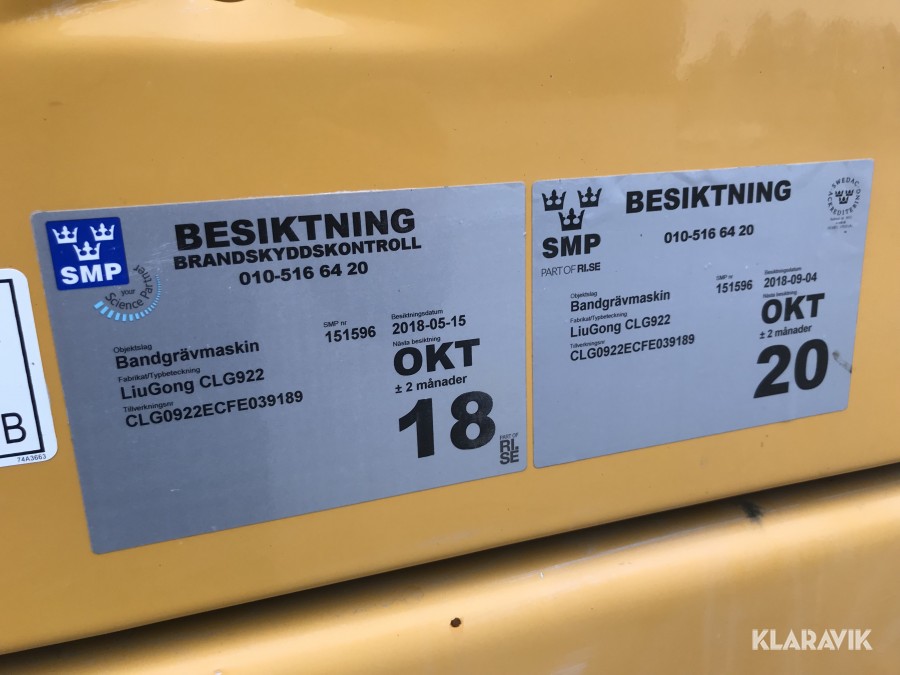 BESIKTNING
BRANDSKYDDSKONTROLL
010-516 64 20
SMP
your
Science Partner
Objektslag
Bandgrävmaskin
Fabrikat/Typbeteckning
LiuGong CLG922
Tillverkningsnr
CLG0922ECFE039189
SMP nr
151596
Besiktningsdatum
2018-05-15
Nästa besiktning
OKT
± 2 månader
18
PART OF
RI.
SE
BESIKTNING
010-516 64 20
SMP
PART OF RI.SE
SWEDAC
ACKREDITERING
Objektslag
Bandgrävmaskin
Fabrikat/Typbeteckning
LiuGong CLG922
Tillverkningsnr
CLG0922ECFE039189
SMP nr
151596
Besiktningsdatum
2018-09-04
Nästa besiktning
OKT
± 2 månader
20
B
74A3663
KLARAVIK